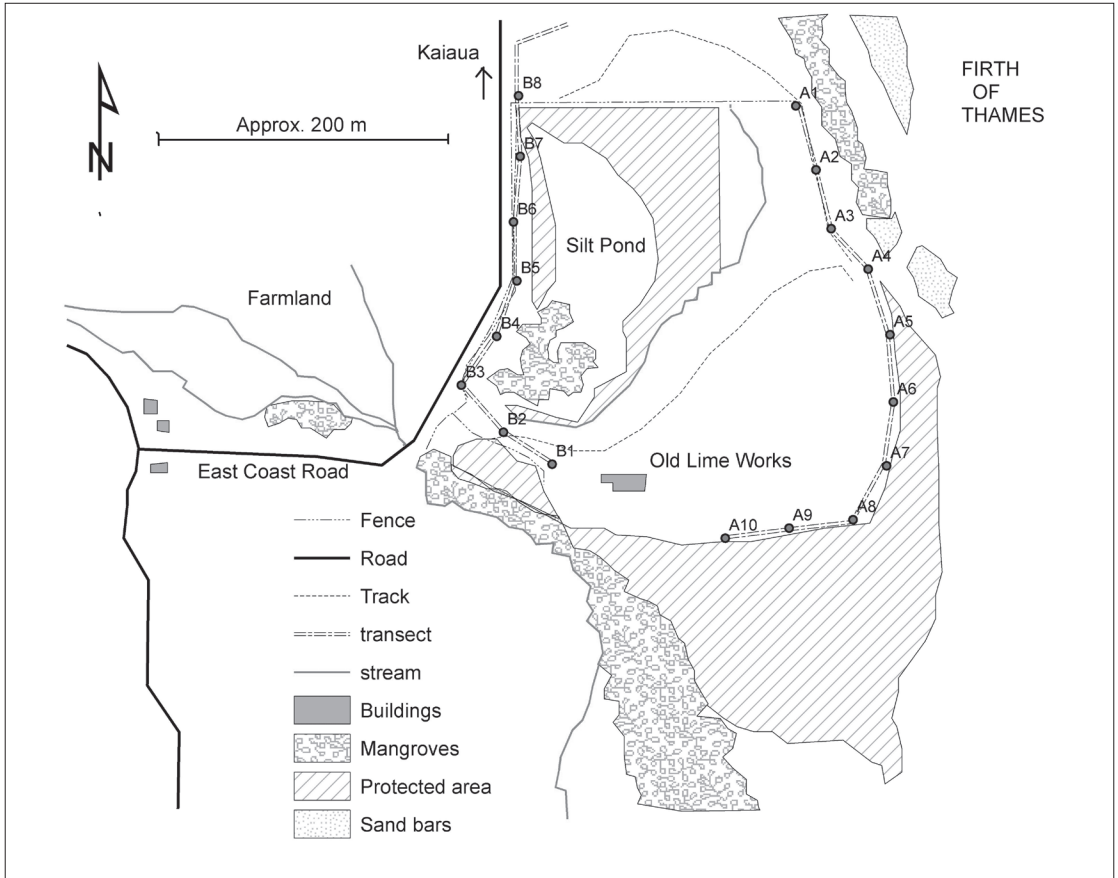 Kaiaua
FIRTH
OF
THAMES
Approx. 200 m
N
B8
A1
B7
A2
B6
A3
Silt Pond
B5
A4
Farmland
B4
A5
B3
A6
B2
B1
Old Lime Works
A7
East Coast Road
A8
A9
A10
Fence
Road
Track
transect
stream
Buildings
Mangroves
Protected area
Sand bars